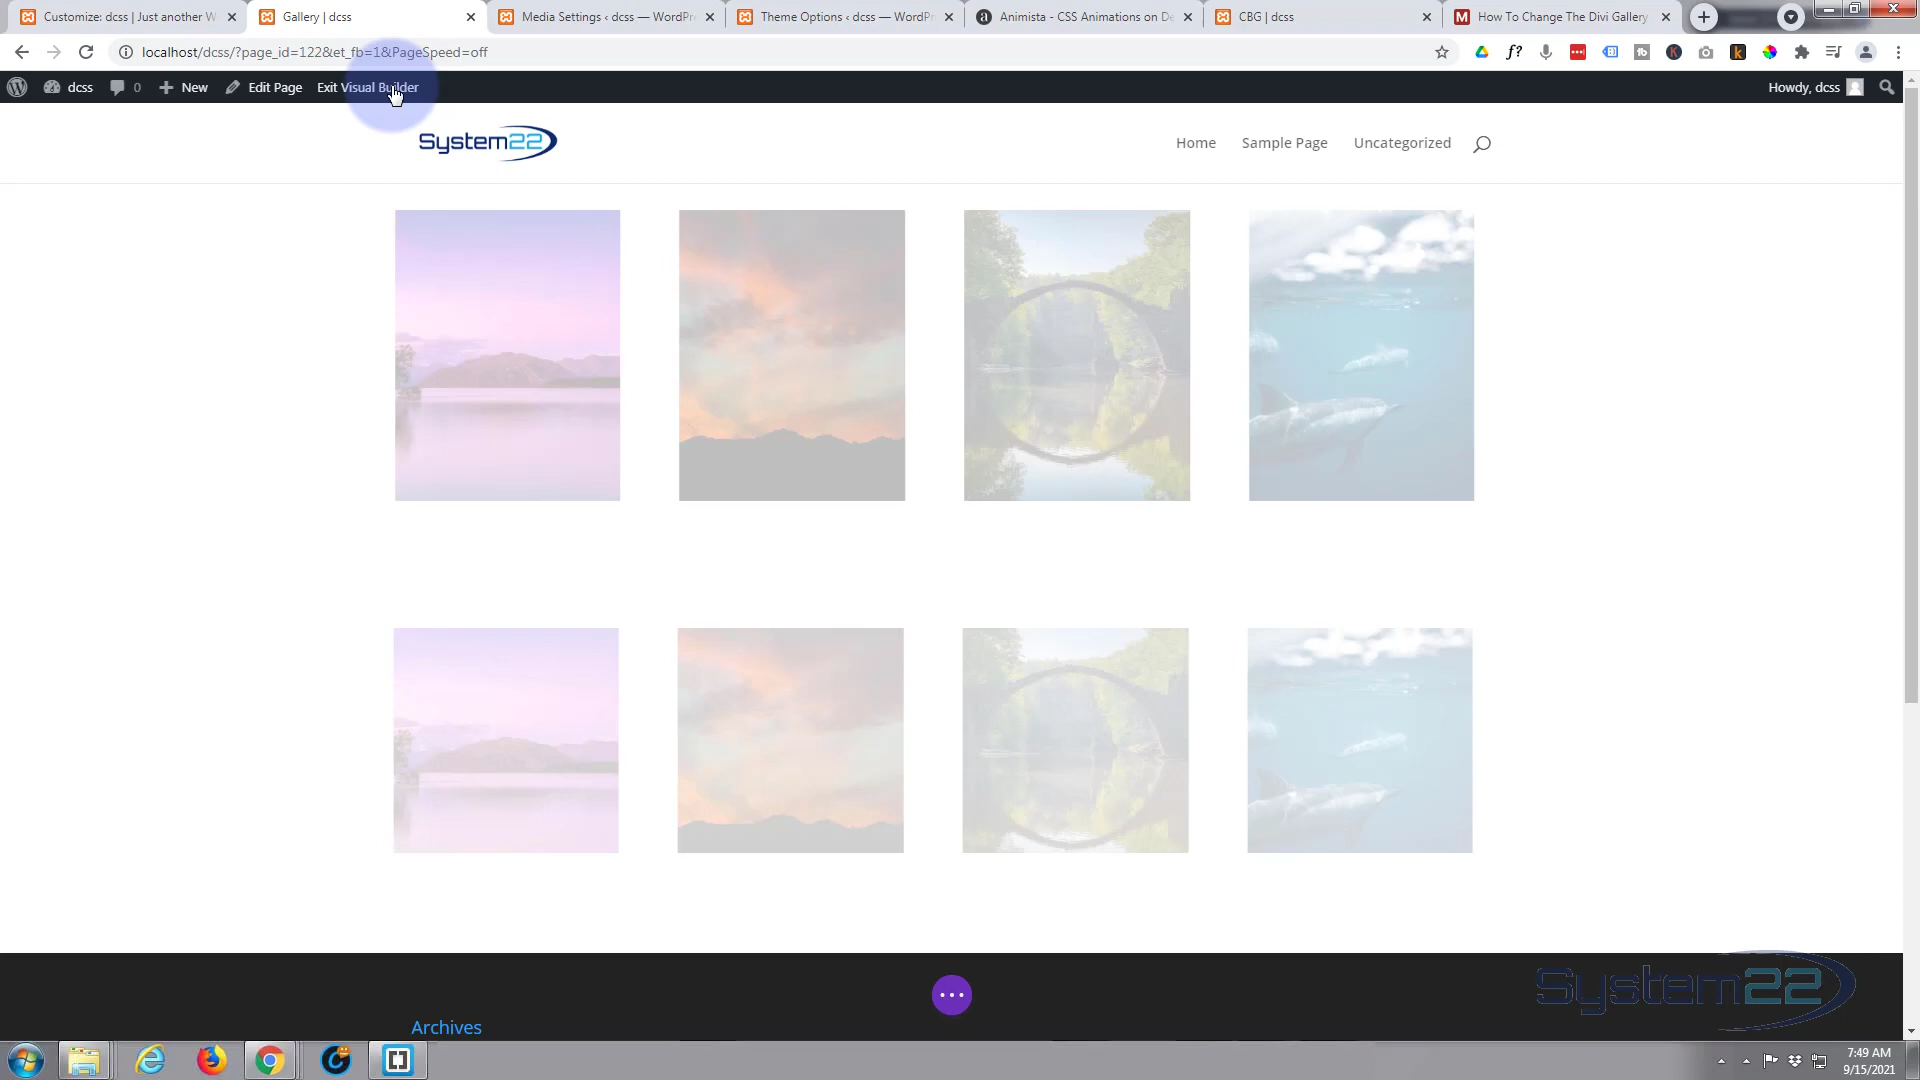 Customize: dcss | Just another W
Gallery | dcss
Media Settings ‹ dcss — WordPr
Theme Options ‹ dcss — WordPr
Animista - CSS Animations on De
CBG | dcss
How To Change The Divi Gallery
localhost/dcss/?page_id=122&et_fb=1&PageSpeed=off
dcss
0
New
Edit Page
Exit Visual Builder
Howdy, dcss
System22
Home
Sample Page
Uncategorized
Archives
System22
7:49 AM
9/15/2021